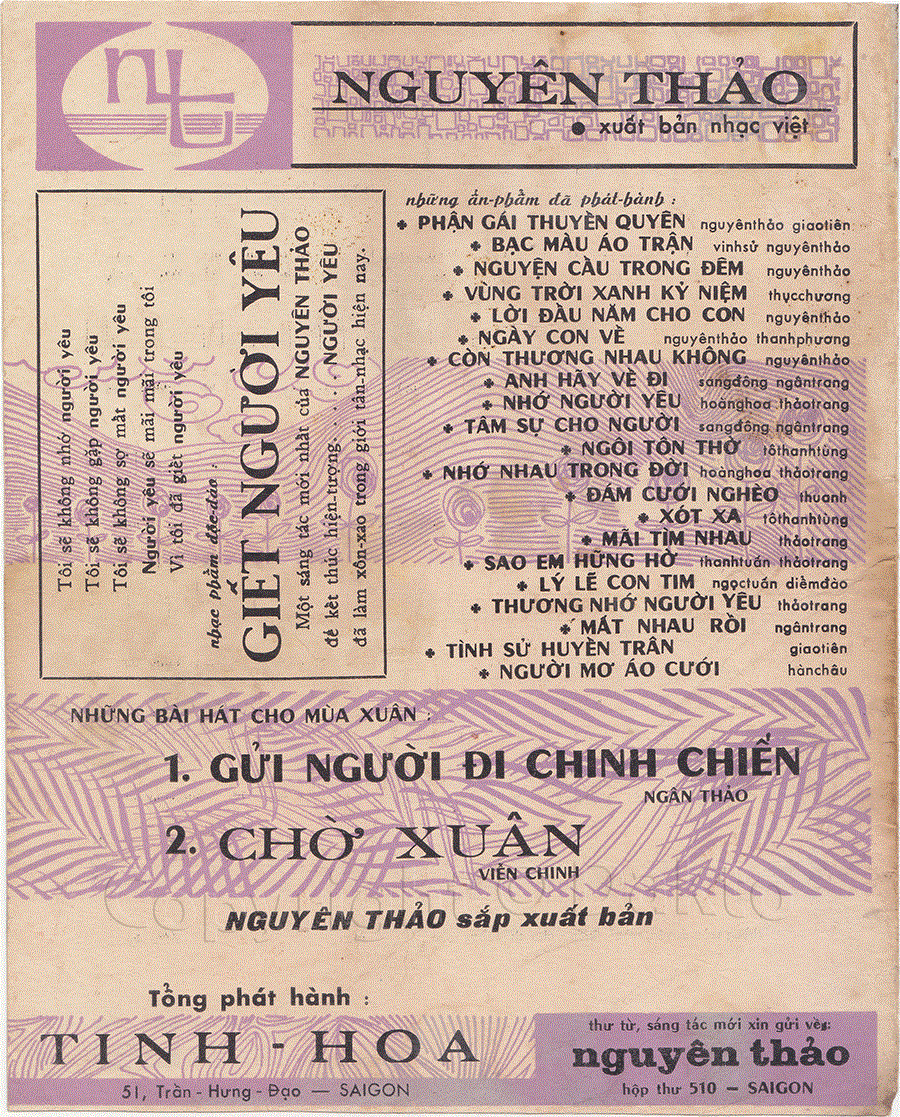 nt
NGUYÊN THẢO
• xuất bản nhạc việt
Tôi sẽ không nhớ người yêu
Tôi sẽ không gặp người yêu
Tôi sẽ không sợ mất người yêu
Người yêu sẽ mãi mãi trong tôi
Vì tôi đã giết người yêu
nhạc phẩm độc-đáo :
GIẾT NGƯỜI YÊU
Một sáng tác mới nhất của NGUYÊN THẢO
để kết thúc hiện-tượng . . . . . NGƯỜI YÊU
đã làm xôn-xao trong giới tân-nhạc hiện nay.
những ấn-phẩm đã phát-hành :
PHẬN GÁI THUYỀN QUYÊN nguyênthảo giaotiên
BẠC MÀU ÁO TRẬN vinhsử nguyênthảo
NGUYỆN CẦU TRONG ĐÊM nguyênthảo
VÙNG TRỜI XANH KỶ NIỆM thụcchương
LỜI ĐẦU NĂM CHO CON nguyênthảo
NGÀY CON VỀ nguyênthảo thanhphương
CÒN THƯƠNG NHAU KHÔNG nguyênthảo
ANH HÃY VỀ ĐI sangđông ngântrang
NHỚ NGƯỜI YÊU hoànghoa thảotrang
TÂM SỰ CHO NGƯỜI sangđông ngântrang
NGÔI TÔN THỜ tôthanhtùng
NHỚ NHAU TRONG ĐỜI hoànghoa thảotrang
ĐÁM CƯỚI NGHÈO thuanh
XÓT XA tôthanhtùng
MÃI TÌM NHAU thảotrang
SAO EM HỮNG HỜ thanhtuấn thảotrang
LÝ LẼ CON TIM ngọctuấn diễmđào
THƯƠNG NHỚ NGƯỜI YÊU thảotrang
MẤT NHAU RỒI ngântrang
TÌNH SỬ HUYỀN TRÂN giaotiên
NGƯỜI MƠ ÁO CƯỚI hànchâu
NHỮNG BÀI HÁT CHO MÙA XUÂN :
1. GỬI NGƯỜI ĐI CHINH CHIẾN
NGÂN THẢO
2. CHỜ XUÂN
VIÊN CHINH
NGUYÊN THẢO sắp xuất bản
Tổng phát hành :
TINH - HOA
51, Trần - Hưng - Đạo — SAIGON
thư từ, sáng tác mới xin gửi về:
nguyên thảo
hộp thư 510 — SAIGON